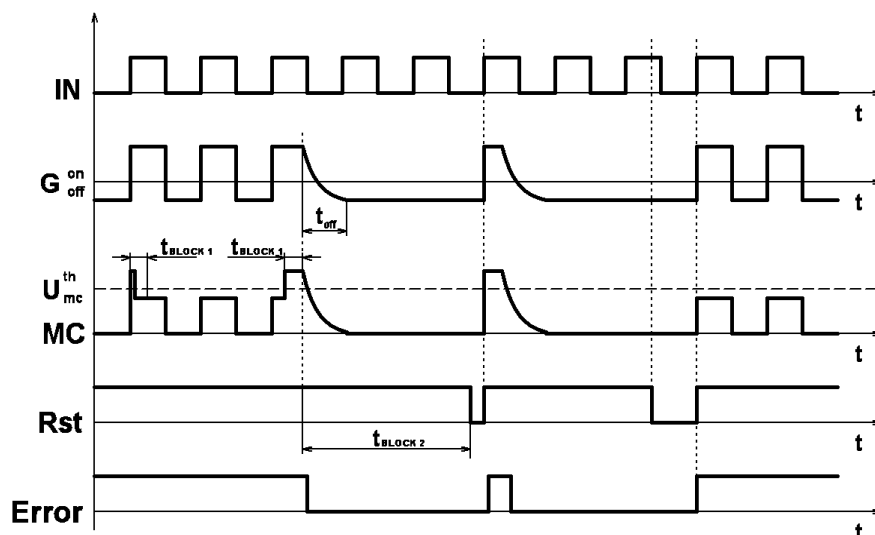 IN
t
G on off
t
t off
t BLOCK 1
t BLOCK 1
U th mc
MC
t
Rst
t
t BLOCK 2
Error
t